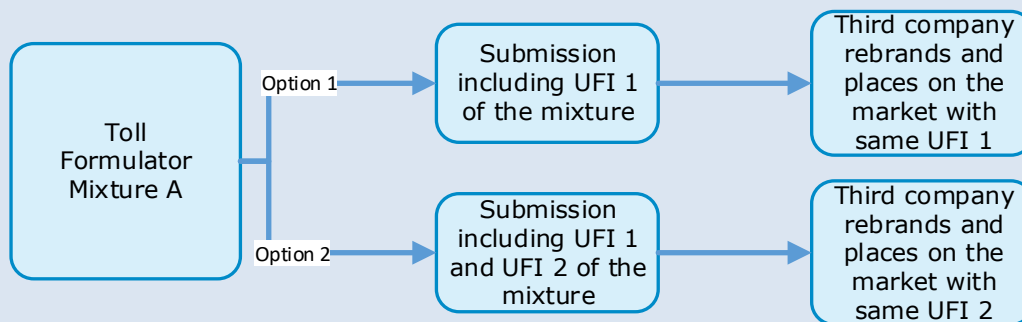 Toll
Formulator
Mixture A
Option 1
Submission
including UFI 1
of the mixture
Third company
rebrands and
places on the
market with
same UFI 1
Option 2
Submission
including UFI 1
and UFI 2 of the
mixture
Third company
rebrands and
places on the
market with
same UFI 2